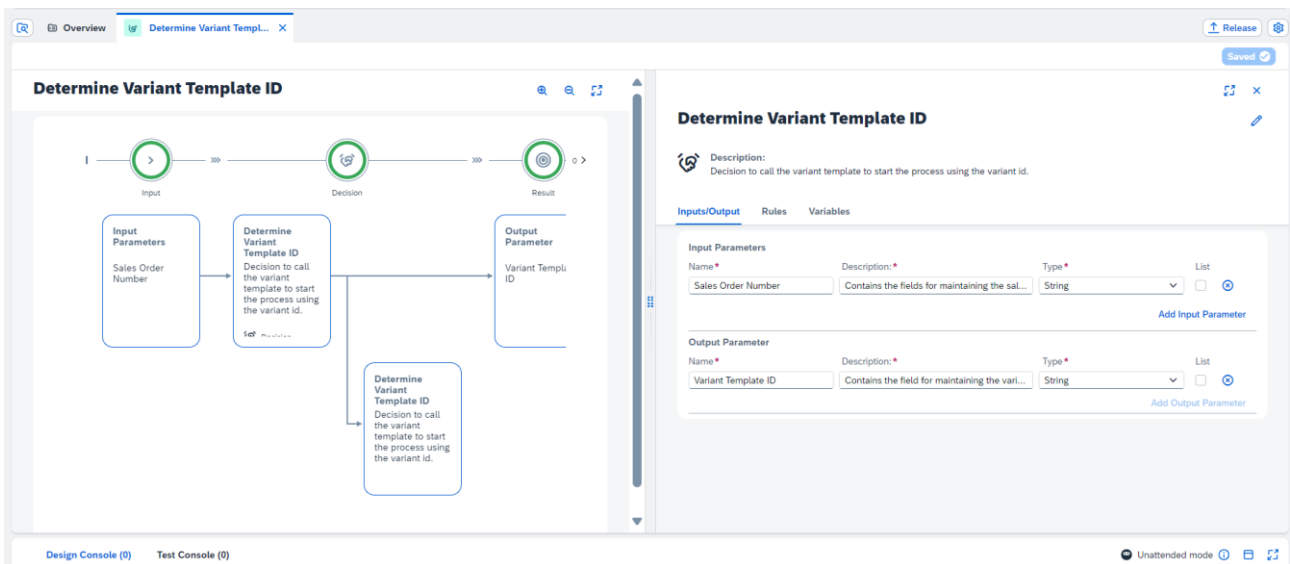 Overview
Determine Variant Templ...
Release
Saved
Determine Variant Template ID
Input
Decision
Result
0
Input
Parameters
Sales Order
Number
Determine
Variant
Template ID
Decision to call
the variant
template to start
the process using
the variant id.
Decision
Output
Parameter
Variant Templa
ID
Determine
Variant
Template ID
Decision to call
the variant
template to start
the process using
the variant id.
Determine Variant Template ID
Description:
Decision to call the variant template to start the process using the variant id.
Inputs/Output Rules Variables
Input Parameters
Name* Description:* Type* List
Sales Order Number Contains the fields for maintaining the sal... String
Add Input Parameter
Output Parameter
Name* Description:* Type* List
Variant Template ID Contains the field for maintaining the vari... String
Add Output Parameter
Design Console (0) Test Console (0)
Unattended mode